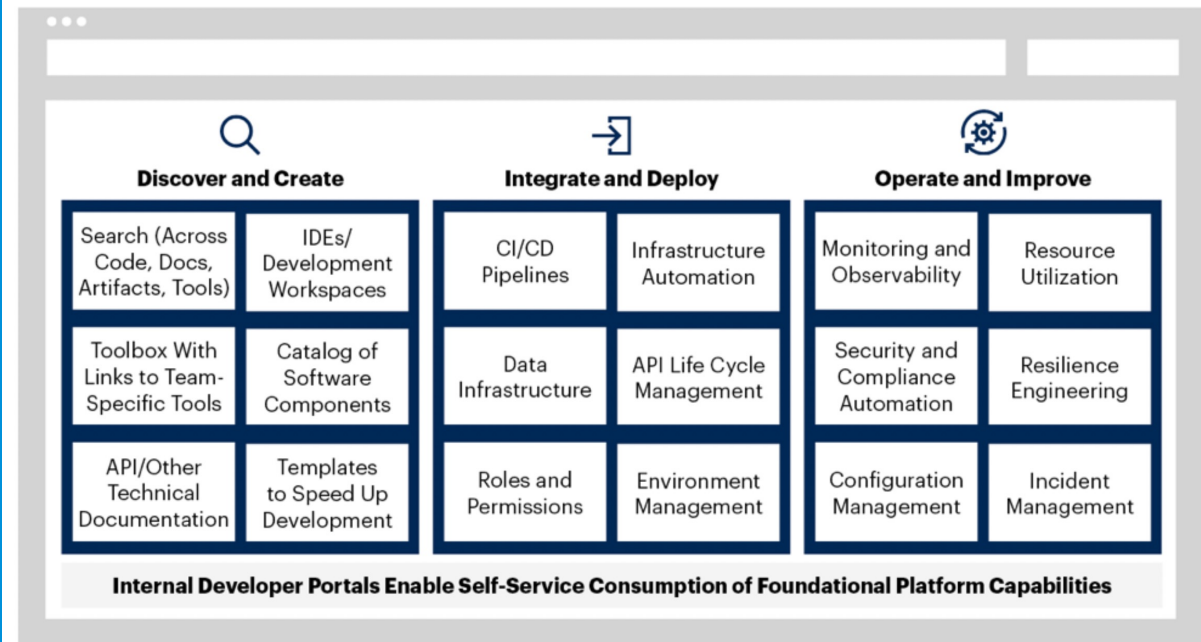 Discover and Create
Search (Across
Code, Docs,
Artifacts, Tools)
IDEs/
Development
Workspaces
Toolbox With
Links to Team-
Specific Tools
Catalog of
Software
Components
API/Other
Technical
Documentation
Templates
to Speed Up
Development
Integrate and Deploy
CI/CD
Pipelines
Infrastructure
Automation
Data
Infrastructure
API Life Cycle
Management
Roles and
Permissions
Environment
Management
Operate and Improve
Monitoring and
Observability
Resource
Utilization
Security and
Compliance
Automation
Resilience
Engineering
Configuration
Management
Incident
Management
Internal Developer Portals Enable Self-Service Consumption of Foundational Platform Capabilities